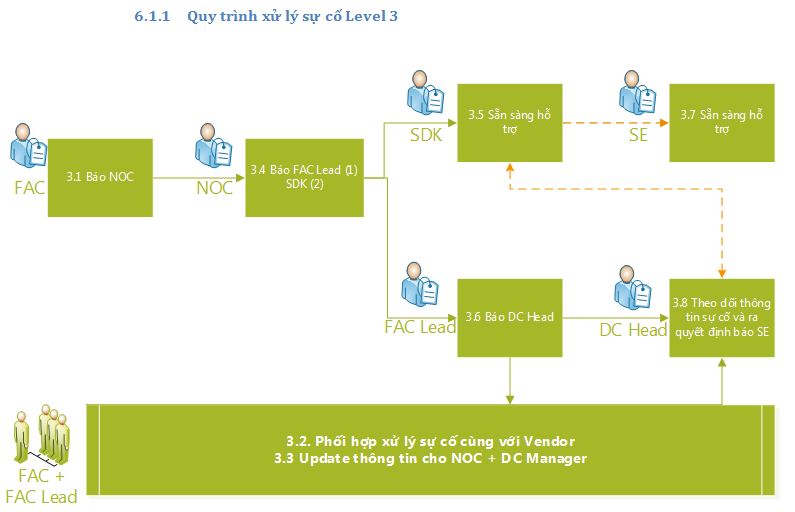 6.1.1 Quy trình xử lý sự cố Level 3
3.5 Sẵn sàng hỗ
trợ
SDK
3.7 Sẵn sàng hỗ
trợ
SE
3.1 Báo NOC
FAC
3.4 Báo FAC Lead (1)
SDK (2)
NOC
3.6 Báo DC Head
FAC Lead
3.8 Theo dõi thông
tin sự cố và ra
quyết định báo SE
DC Head
3.2. Phối hợp xử lý sự cố cùng với Vendor
3.3 Update thông tin cho NOC + DC Manager
FAC +
FAC Lead